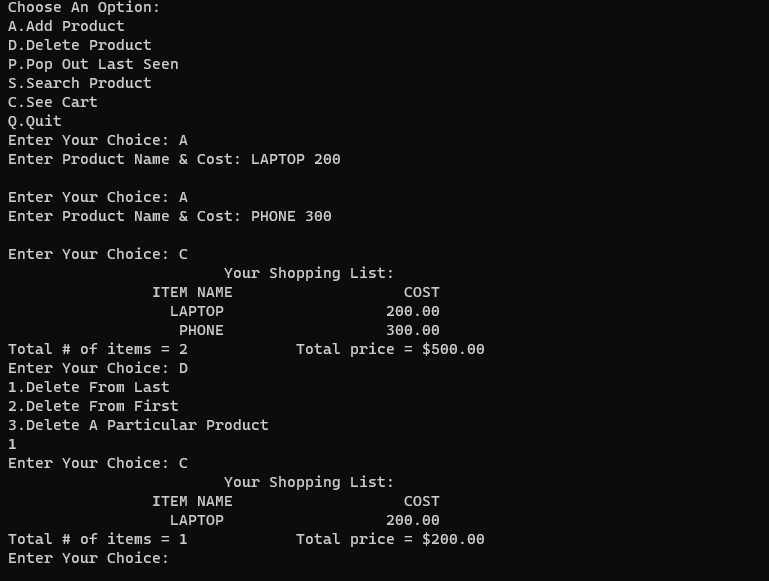 Choose An Option:
A.Add Product
D.Delete Product
P.Pop Out Last Seen
S.Search Product
C.See Cart
Q.Quit
Enter Your Choice: A
Enter Product Name & Cost: LAPTOP 200
Enter Your Choice: A
Enter Product Name & Cost: PHONE 300
Enter Your Choice: C
Your Shopping List:
ITEM NAME COST
LAPTOP 200.00
PHONE 300.00
Total # of items = 2 Total price = $500.00
Enter Your Choice: D
1.Delete From Last
2.Delete From First
3.Delete A Particular Product
1
Enter Your Choice: C
Your Shopping List:
ITEM NAME COST
LAPTOP 200.00
Total # of items = 1 Total price = $200.00
Enter Your Choice: